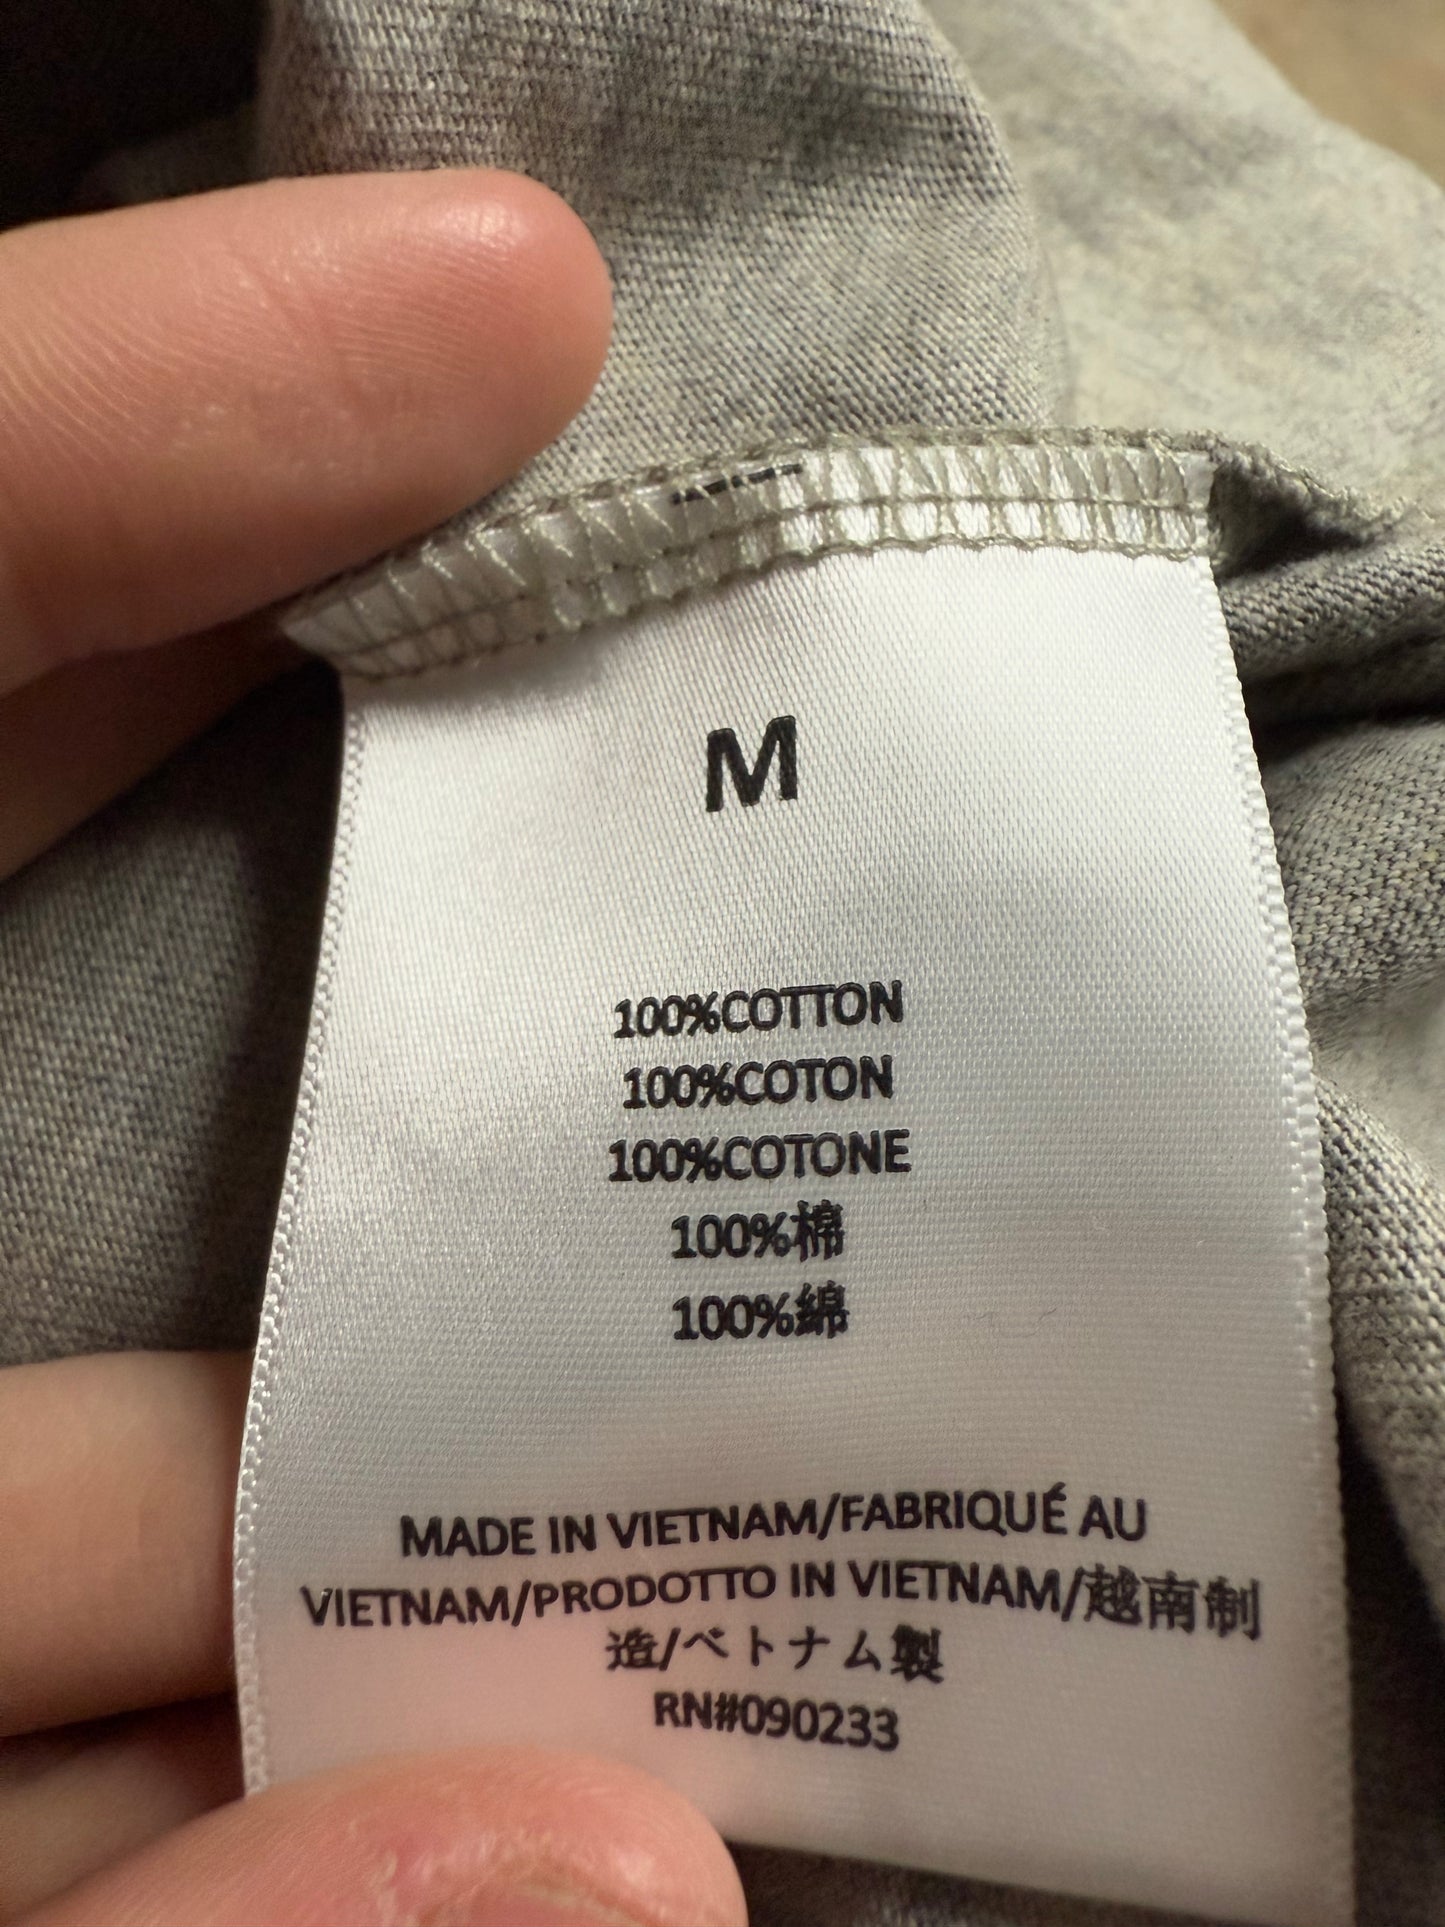 M
100%COTTON
100%COTON
100%COTONE
100%棉
100%綿
MADE IN VIETNAM/FABRIQUÉ AU
VIETNAM/PRODOTTO IN VIETNAM/越南制
造/ベトナム製
RN#090233